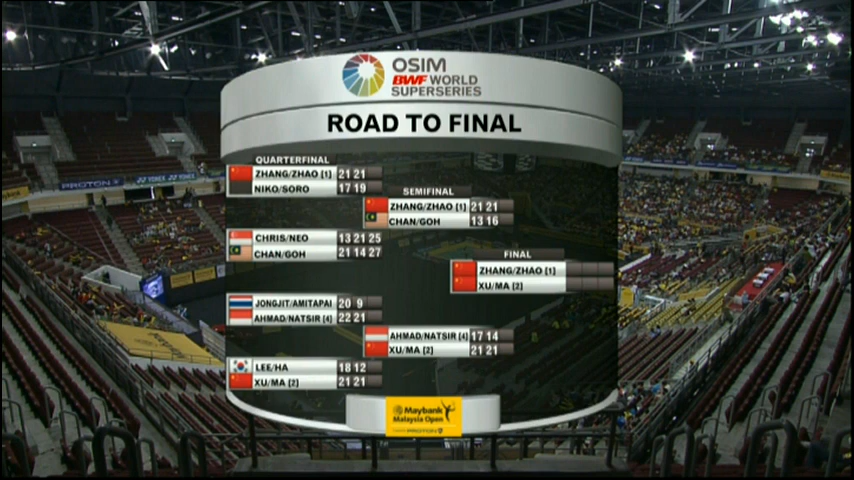 OSIM
BWF WORLD
SUPERSERIES
ROAD TO FINAL
QUARTERFINAL
ZHANG/ZHAO [1] 21 21
NIKO/SORO 17 19
SEMIFINAL
ZHANG/ZHAO [1] 21 21
CHAN/GOH 13 16
CHRIS/NEO 13 21 25
CHAN/GOH 21 14 27
FINAL
ZHANG/ZHAO [1]
XU/MA [2]
JONGJIT/AMITAPAI 20 9
AHMAD/NATSIR [4] 22 21
AHMAD/NATSIR [4] 17 14
XU/MA [2] 21 21
LEE/HA 18 12
XU/MA [2] 21 21
Maybank
Malaysia Open
PROTON
PROTON
YONEX